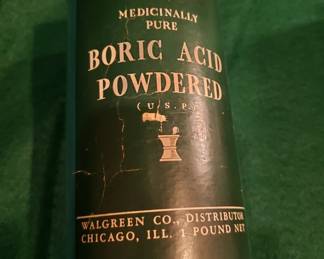 MEDICINALLY
PURE
BORIC ACID
POWDERED
(U.S.P.)
WALGREEN CO., DISTRIBUTOR
CHICAGO, ILL. 1 POUND NET